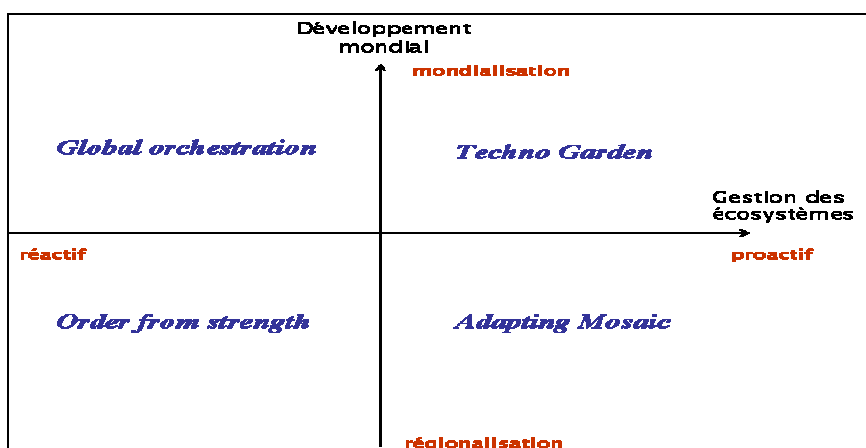 Développement
mondial
mondialisation
Global orchestration
Techno Garden
Gestion des
écosystèmes
réactif
proactif
Order from strength
Adapting Mosaic
régionalisation